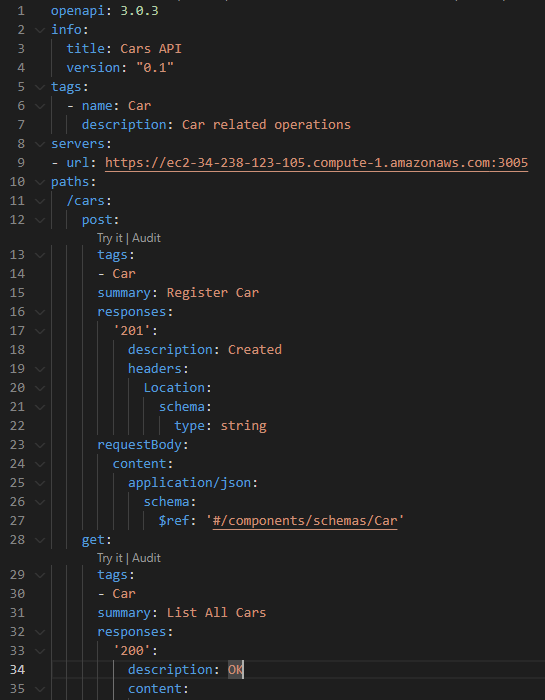 1 openapi: 3.0.3
2 info:
3 title: Cars API
4 version: "0.1"
5 tags:
6 - name: Car
7 description: Car related operations
8 servers:
9 - url: https://ec2-34-238-123-105.compute-1.amazonaws.com:3005
10 paths:
11 /cars:
12 post:
Try it | Audit
13 tags:
14 - Car
15 summary: Register Car
16 responses:
17 '201':
18 description: Created
19 headers:
20 Location:
21 schema:
22 type: string
23 requestBody:
24 content:
25 application/json:
26 schema:
27 $ref: '#/components/schemas/Car'
28 get:
Try it | Audit
29 tags:
30 - Car
31 summary: List All Cars
32 responses:
33 '200':
34 description: OK
35 content: